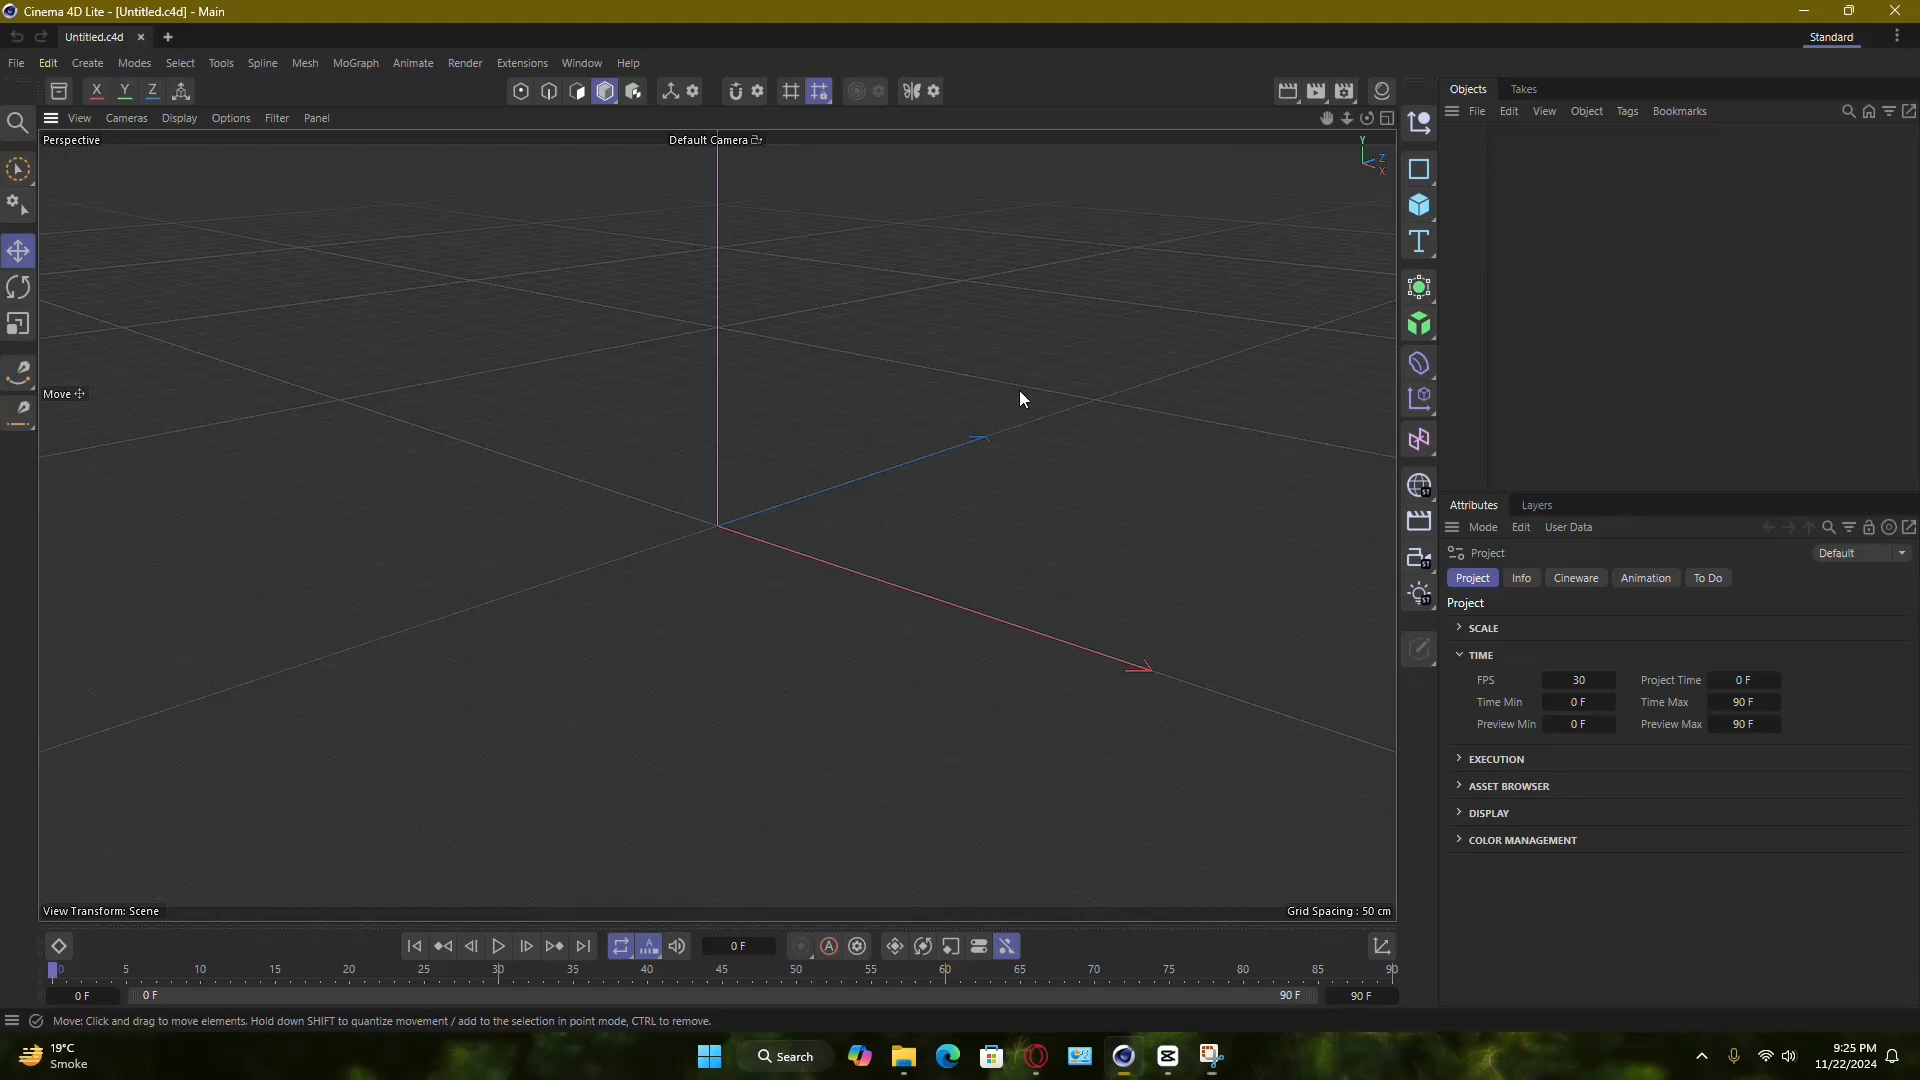 Cinema 4D Lite - [Untitled.c4d] - Main
Untitled.c4d
Standard
File Edit Create Modes Select Tools Spline Mesh MoGraph Animate Render Extensions Window Help
X Y Z
Objects Takes
File Edit View Object Tags Bookmarks
View Cameras Display Options Filter Panel
Perspective
Default Camera
Y
Z
X
Move
Attributes Layers
Mode Edit User Data
Project
Default
Project Info Cineware Animation To Do
Project
SCALE
TIME
FPS 30 Project Time 0 F
Time Min 0 F Time Max 90 F
Preview Min 0 F Preview Max 90 F
EXECUTION
ASSET BROWSER
DISPLAY
COLOR MANAGEMENT
View Transform: Scene
Grid Spacing : 50 cm
0 F
0 5 10 15 20 25 30 35 40 45 50 55 60 65 70 75 80 85 90
0 F 0 F 90 F 90 F
Move: Click and drag to move elements. Hold down SHIFT to quantize movement / add to the selection in point mode, CTRL to remove.
19°C
Smoke
Search
9:25 PM
11/22/2024